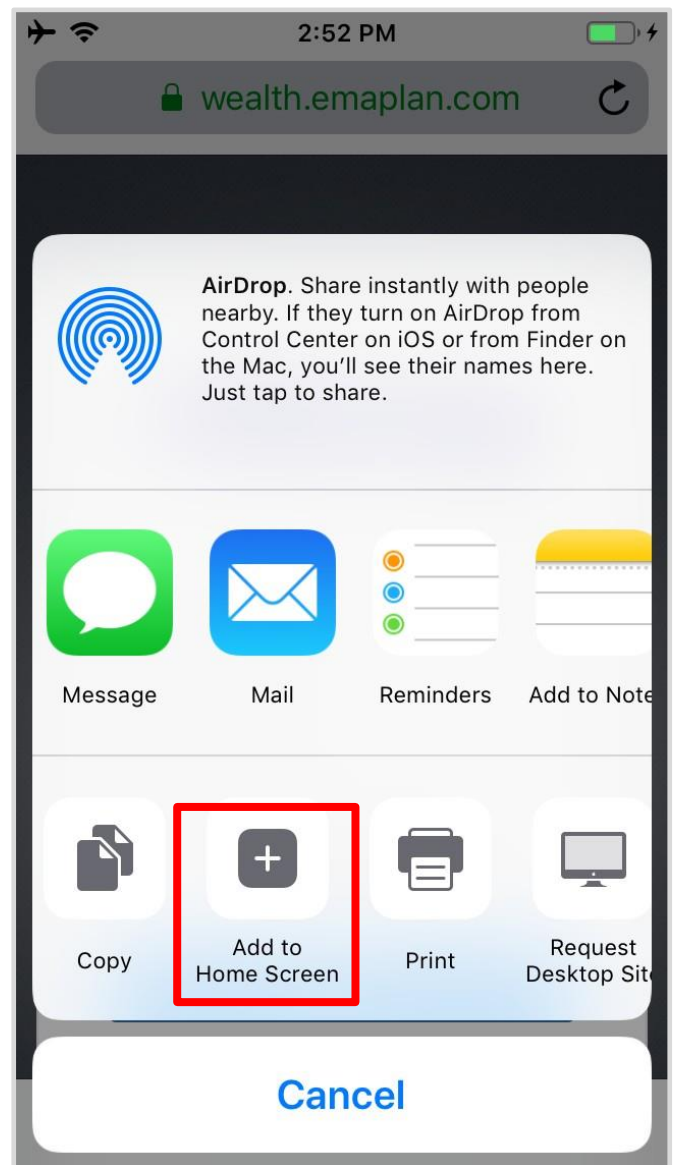 2:52 PM
wealth.emaplan.com
AirDrop. Share instantly with people
nearby. If they turn on AirDrop from
Control Center on iOS or from Finder on
the Mac, you'll see their names here.
Just tap to share.
Message
Mail
Reminders
Add to Note
Copy
Add to
Home Screen
Print
Request
Desktop Sit
Cancel